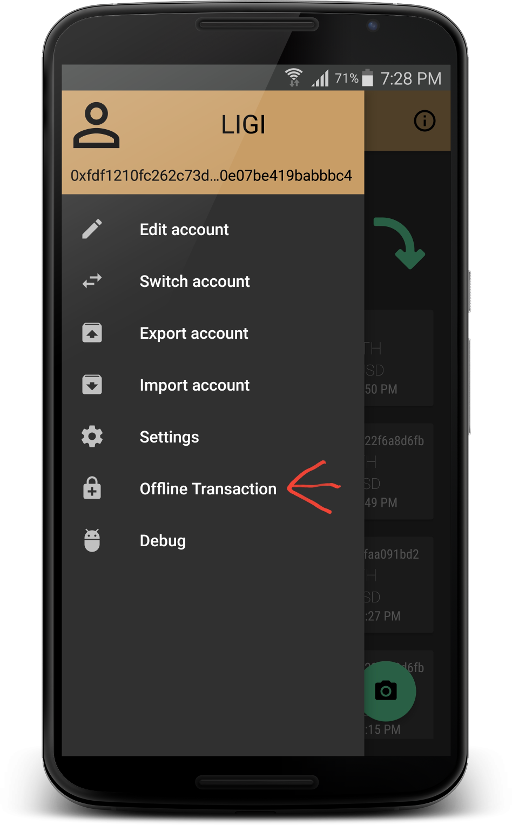 71% 7:28 PM
LIGI
0xfdf1210fc262c73d...0e07be419babbbc4
Edit account
Switch account
Export account
Import account
Settings
Offline Transaction
Debug
TH
SD
50 PM
22f6a8d6fb
H
SD
49 PM
faa091bd2
H
SD
:27 PM
d6fb
:15 PM